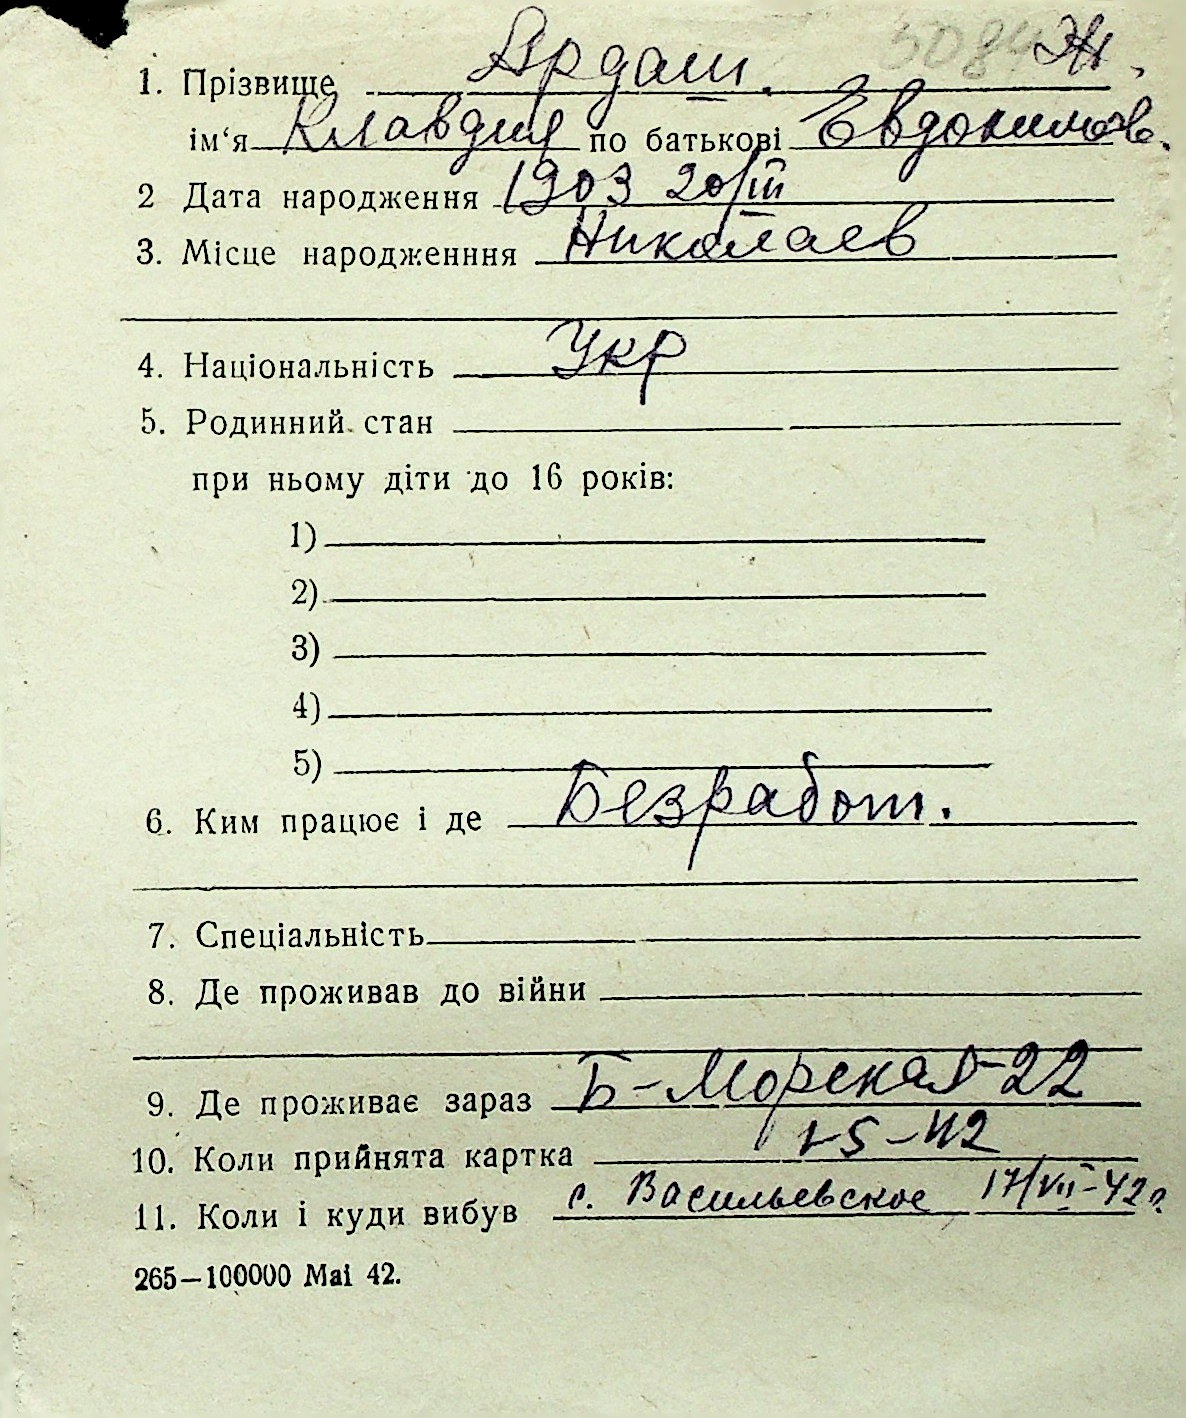 5084 Ж.
1. Прізвище Ардаш.
ім‘я Клавдия по батькові Евдокимов.
2 Дата народження 1903 20/III
3. Місце народженння Николаев
4. Національність Укр
5. Родинний стан
при ньому діти до 16 років:
1)
2)
3)
4)
5)
6. Ким працює і де Безработ.
7. Спеціальність
8. Де проживав до війни
9. Де проживає зараз Б-Морская-22
10. Коли прийнята картка 1-5-42
11. Коли і куди вибув с. Васильевское 17/VII-42г
265—100000 Mai 42.